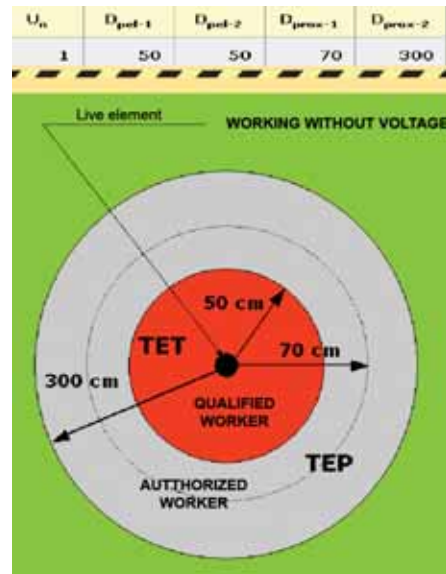 Un Dpel-1 Dpel-2 Dprox-1 Dprox-2
1 50 50 70 300
Live element
WORKING WITHOUT VOLTAGE
50 cm
TET
70 cm
300 cm
QUALIFIED
WORKER
TEP
AUTTHORIZED
WORKER